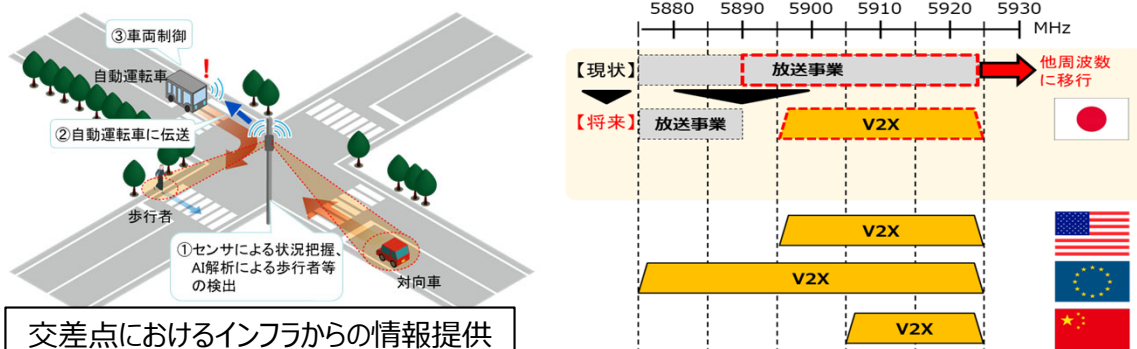 ③車両制御
自動運転車
!
②自動運転車に伝送
歩行者
①センサによる状況把握、
AI解析による歩行者等
の検出
対向車
交差点におけるインフラからの情報提供
5880 5890 5900 5910 5920 5930
MHz
【現状】
放送事業
他周波数
に移行
【将来】
放送事業
V2X
V2X
V2X
V2X